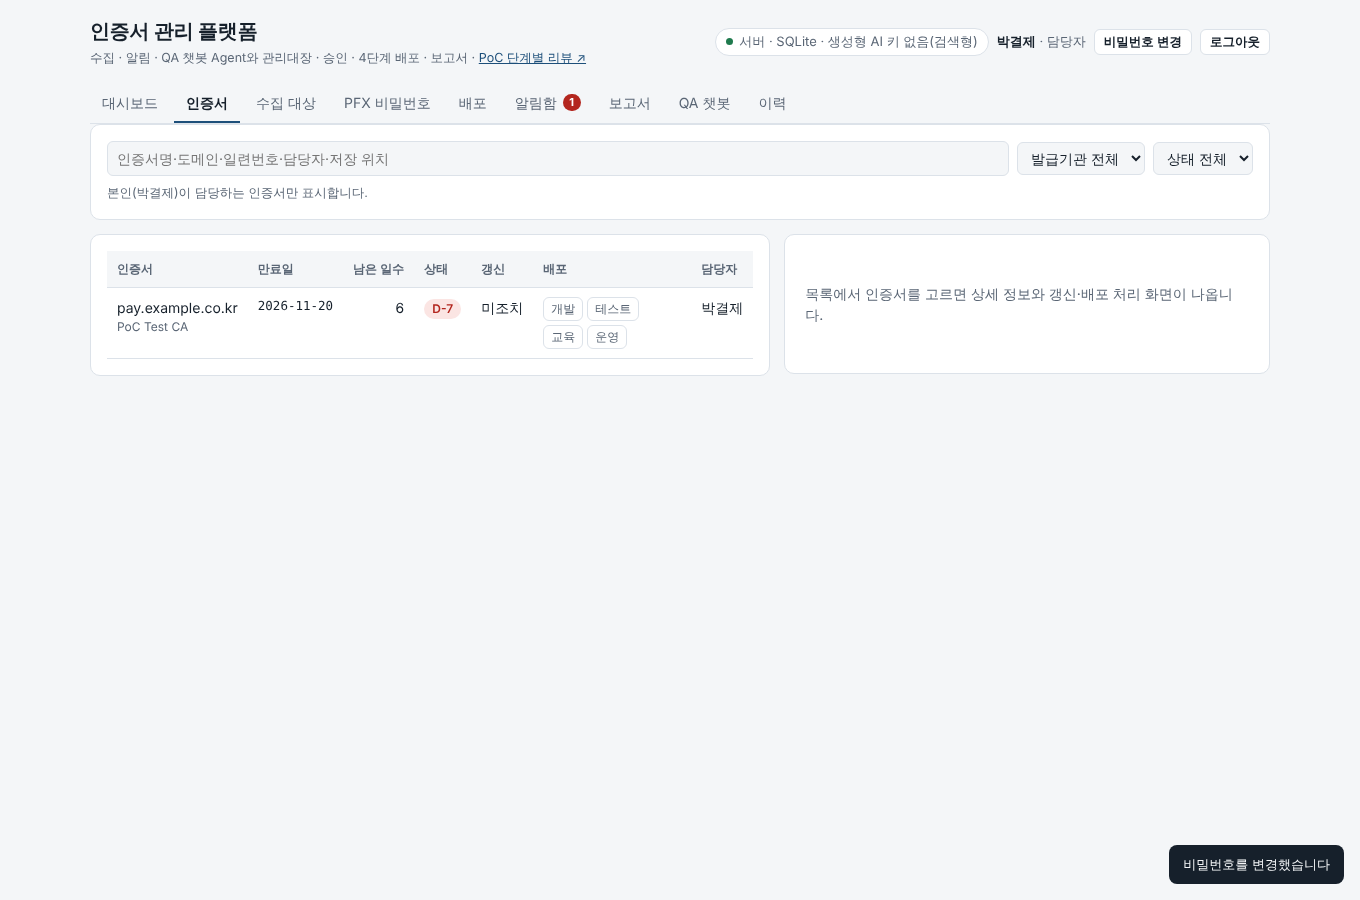 인증서 관리 플랫폼
수집 · 알림 · QA 챗봇 Agent와 관리대장 · 승인 · 4단계 배포 · 보고서 · PoC 단계별 리뷰 ↗
서버 · SQLite · 생성형 AI 키 없음(검색형)
박결제 · 담당자
비밀번호 변경
로그아웃
대시보드
인증서
수집 대상
PFX 비밀번호
배포
알림함 1
보고서
QA 챗봇
이력
인증서명·도메인·일련번호·담당자·저장 위치
발급기관 전체
상태 전체
본인(박결제)이 담당하는 인증서만 표시합니다.
인증서 만료일 남은 일수 상태 갱신 배포 담당자
pay.example.co.kr 2026-11-20 6 D-7 미조치 개발 테스트 박결제
PoC Test CA
교육 운영
목록에서 인증서를 고르면 상세 정보와 갱신·배포 처리 화면이 나옵니
다.
비밀번호를 변경했습니다